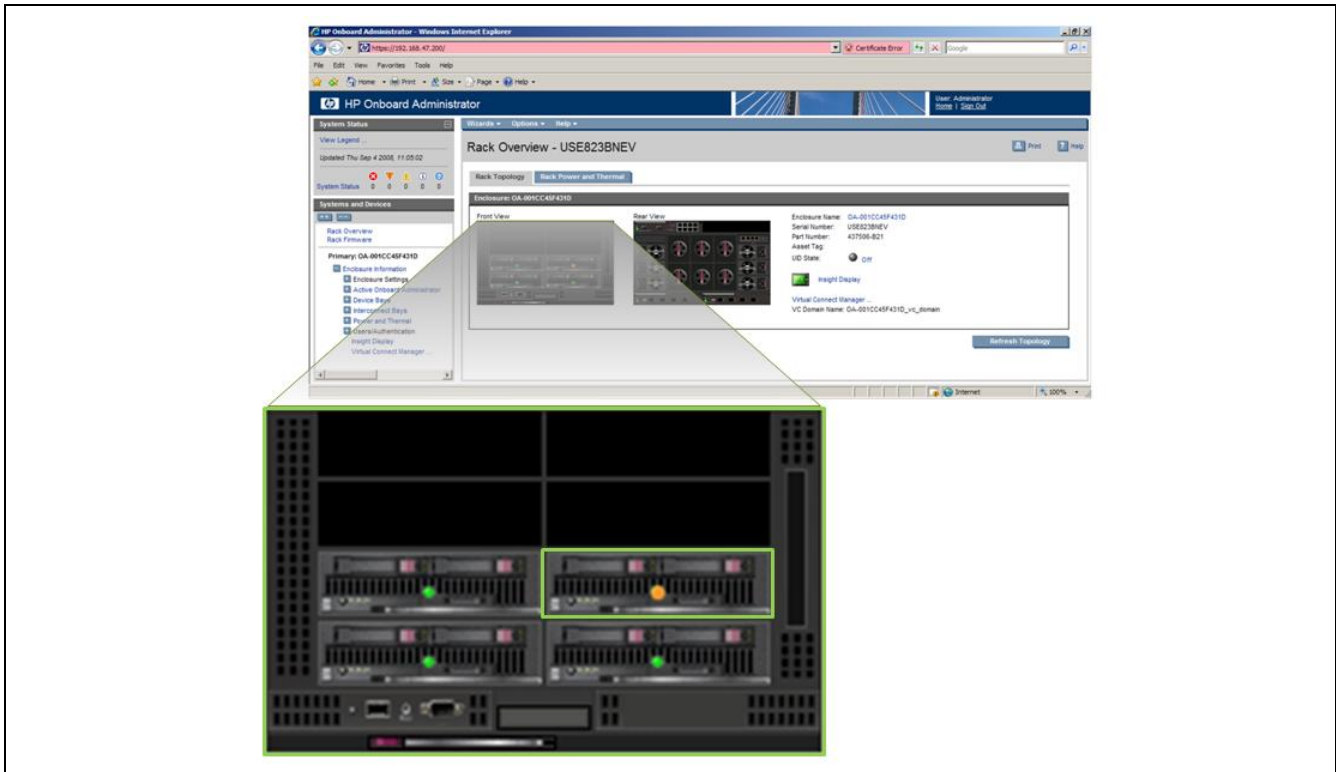 HP Onboard Administrator - Windows Internet Explorer
https://192.168.47.200/
Certificate Error
Google
File Edit View Favorites Tools Help
Home Print Size Page Help
HP Onboard Administrator
User: Administrator
Home | Sign Out
System Status
Wizards Options Help
View Legend ...
Updated Thu Sep 4 2008, 11:05:02
System Status 0 0 0 0 0
Rack Overview - USE823BNEV
Print Help
Rack Topology Rack Power and Thermal
Systems and Devices
Rack Overview
Rack Firmware
Primary: OA-001CC45F431D
Enclosure Information
Enclosure Settings
Active Onboard Administrator
Device Bays
Interconnect Bays
Power and Thermal
Users/Authentication
Insight Display
Virtual Connect Manager ...
Enclosure: OA-001CC45F431D
Front View
Rear View
Enclosure Name: OA-001CC45F431D
Serial Number: USE823BNEV
Part Number: 437506-B21
Asset Tag:
UID State: Off
Insight Display
Virtual Connect Manager ...
VC Domain Name: OA-001CC45F431D_vc_domain
Refresh Topology
Internet
100%